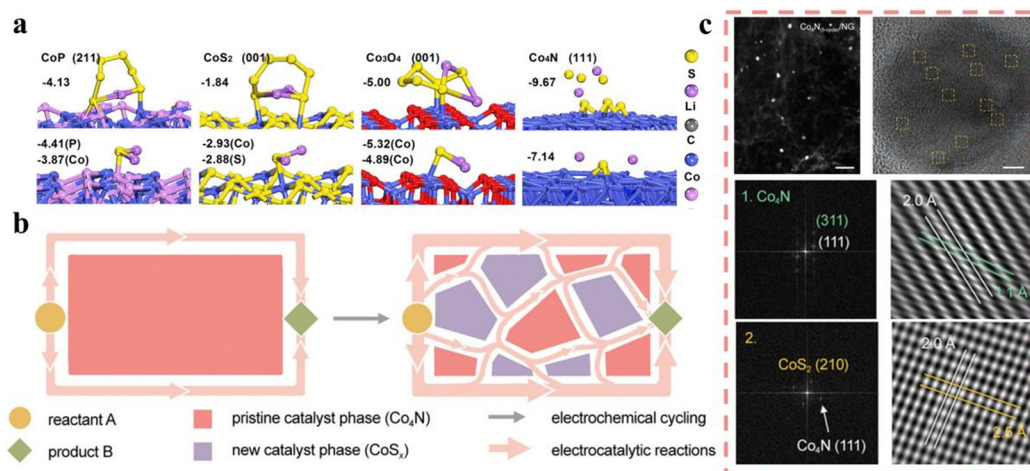 a
CoP (211)
-4.13
CoS₂ (001)
-1.84
Co₃O₄ (001)
-5.00
Co₄N (111)
-9.67
S
Li
C
Co
-4.41(P)
-3.87(Co)
-2.93(Co)
-2.88(S)
-5.32(Co)
-4.89(Co)
-7.14
b
reactant A
product B
pristine catalyst phase (Co₄N)
new catalyst phase (CoSₓ)
electrochemical cycling
electrocatalytic reactions
c
1. Co₄N
(311)
(111)
2.0 A
1.1 A
2.
CoS₂ (210)
Co₄N (111)
2.0 A
2.5 A